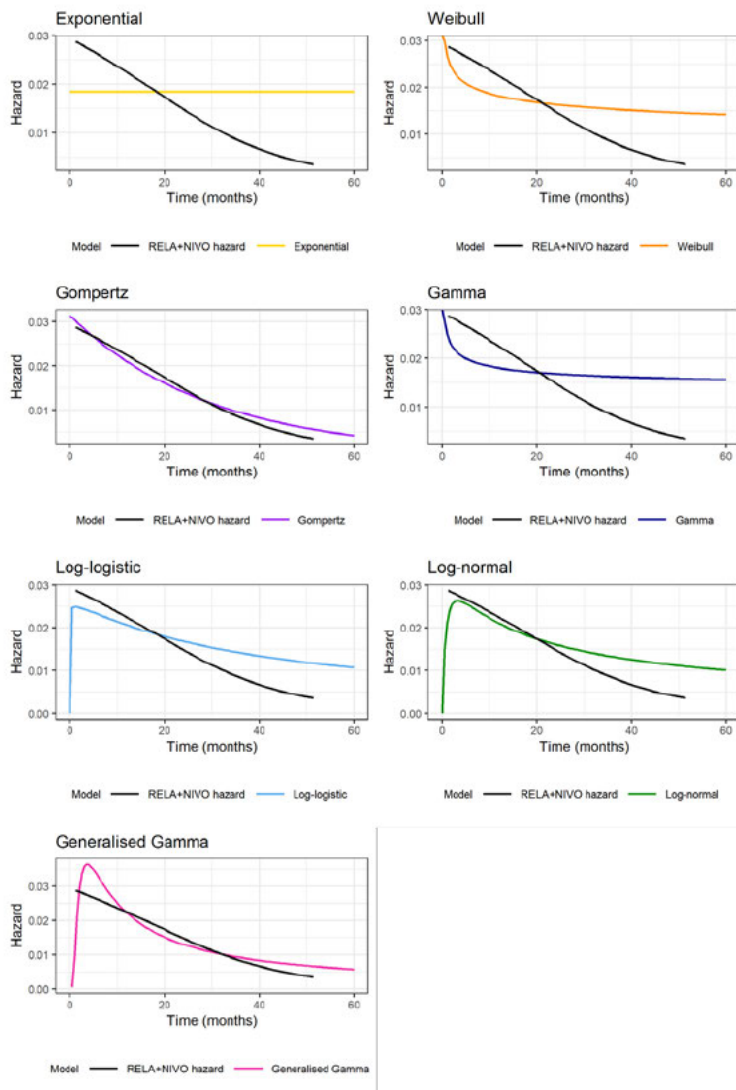 Exponential
Hazard
0.03
0.02
0.01
0 20 40 60
Time (months)
Model RELA+NIVO hazard Exponential
Weibull
Hazard
0.03
0.02
0.01
0 20 40 60
Time (months)
Model RELA+NIVO hazard Weibull
Gompertz
Hazard
0.03
0.02
0.01
0 20 40 60
Time (months)
Model RELA+NIVO hazard Gompertz
Gamma
Hazard
0.03
0.02
0.01
0 20 40 60
Time (months)
Model RELA+NIVO hazard Gamma
Log-logistic
Hazard
0.03
0.02
0.01
0.00
0 20 40 60
Time (months)
Model RELA+NIVO hazard Log-logistic
Log-normal
Hazard
0.03
0.02
0.01
0.00
0 20 40 60
Time (months)
Model RELA+NIVO hazard Log-normal
Generalised Gamma
Hazard
0.03
0.02
0.01
0.00
0 20 40 60
Time (months)
Model RELA+NIVO hazard Generalised Gamma